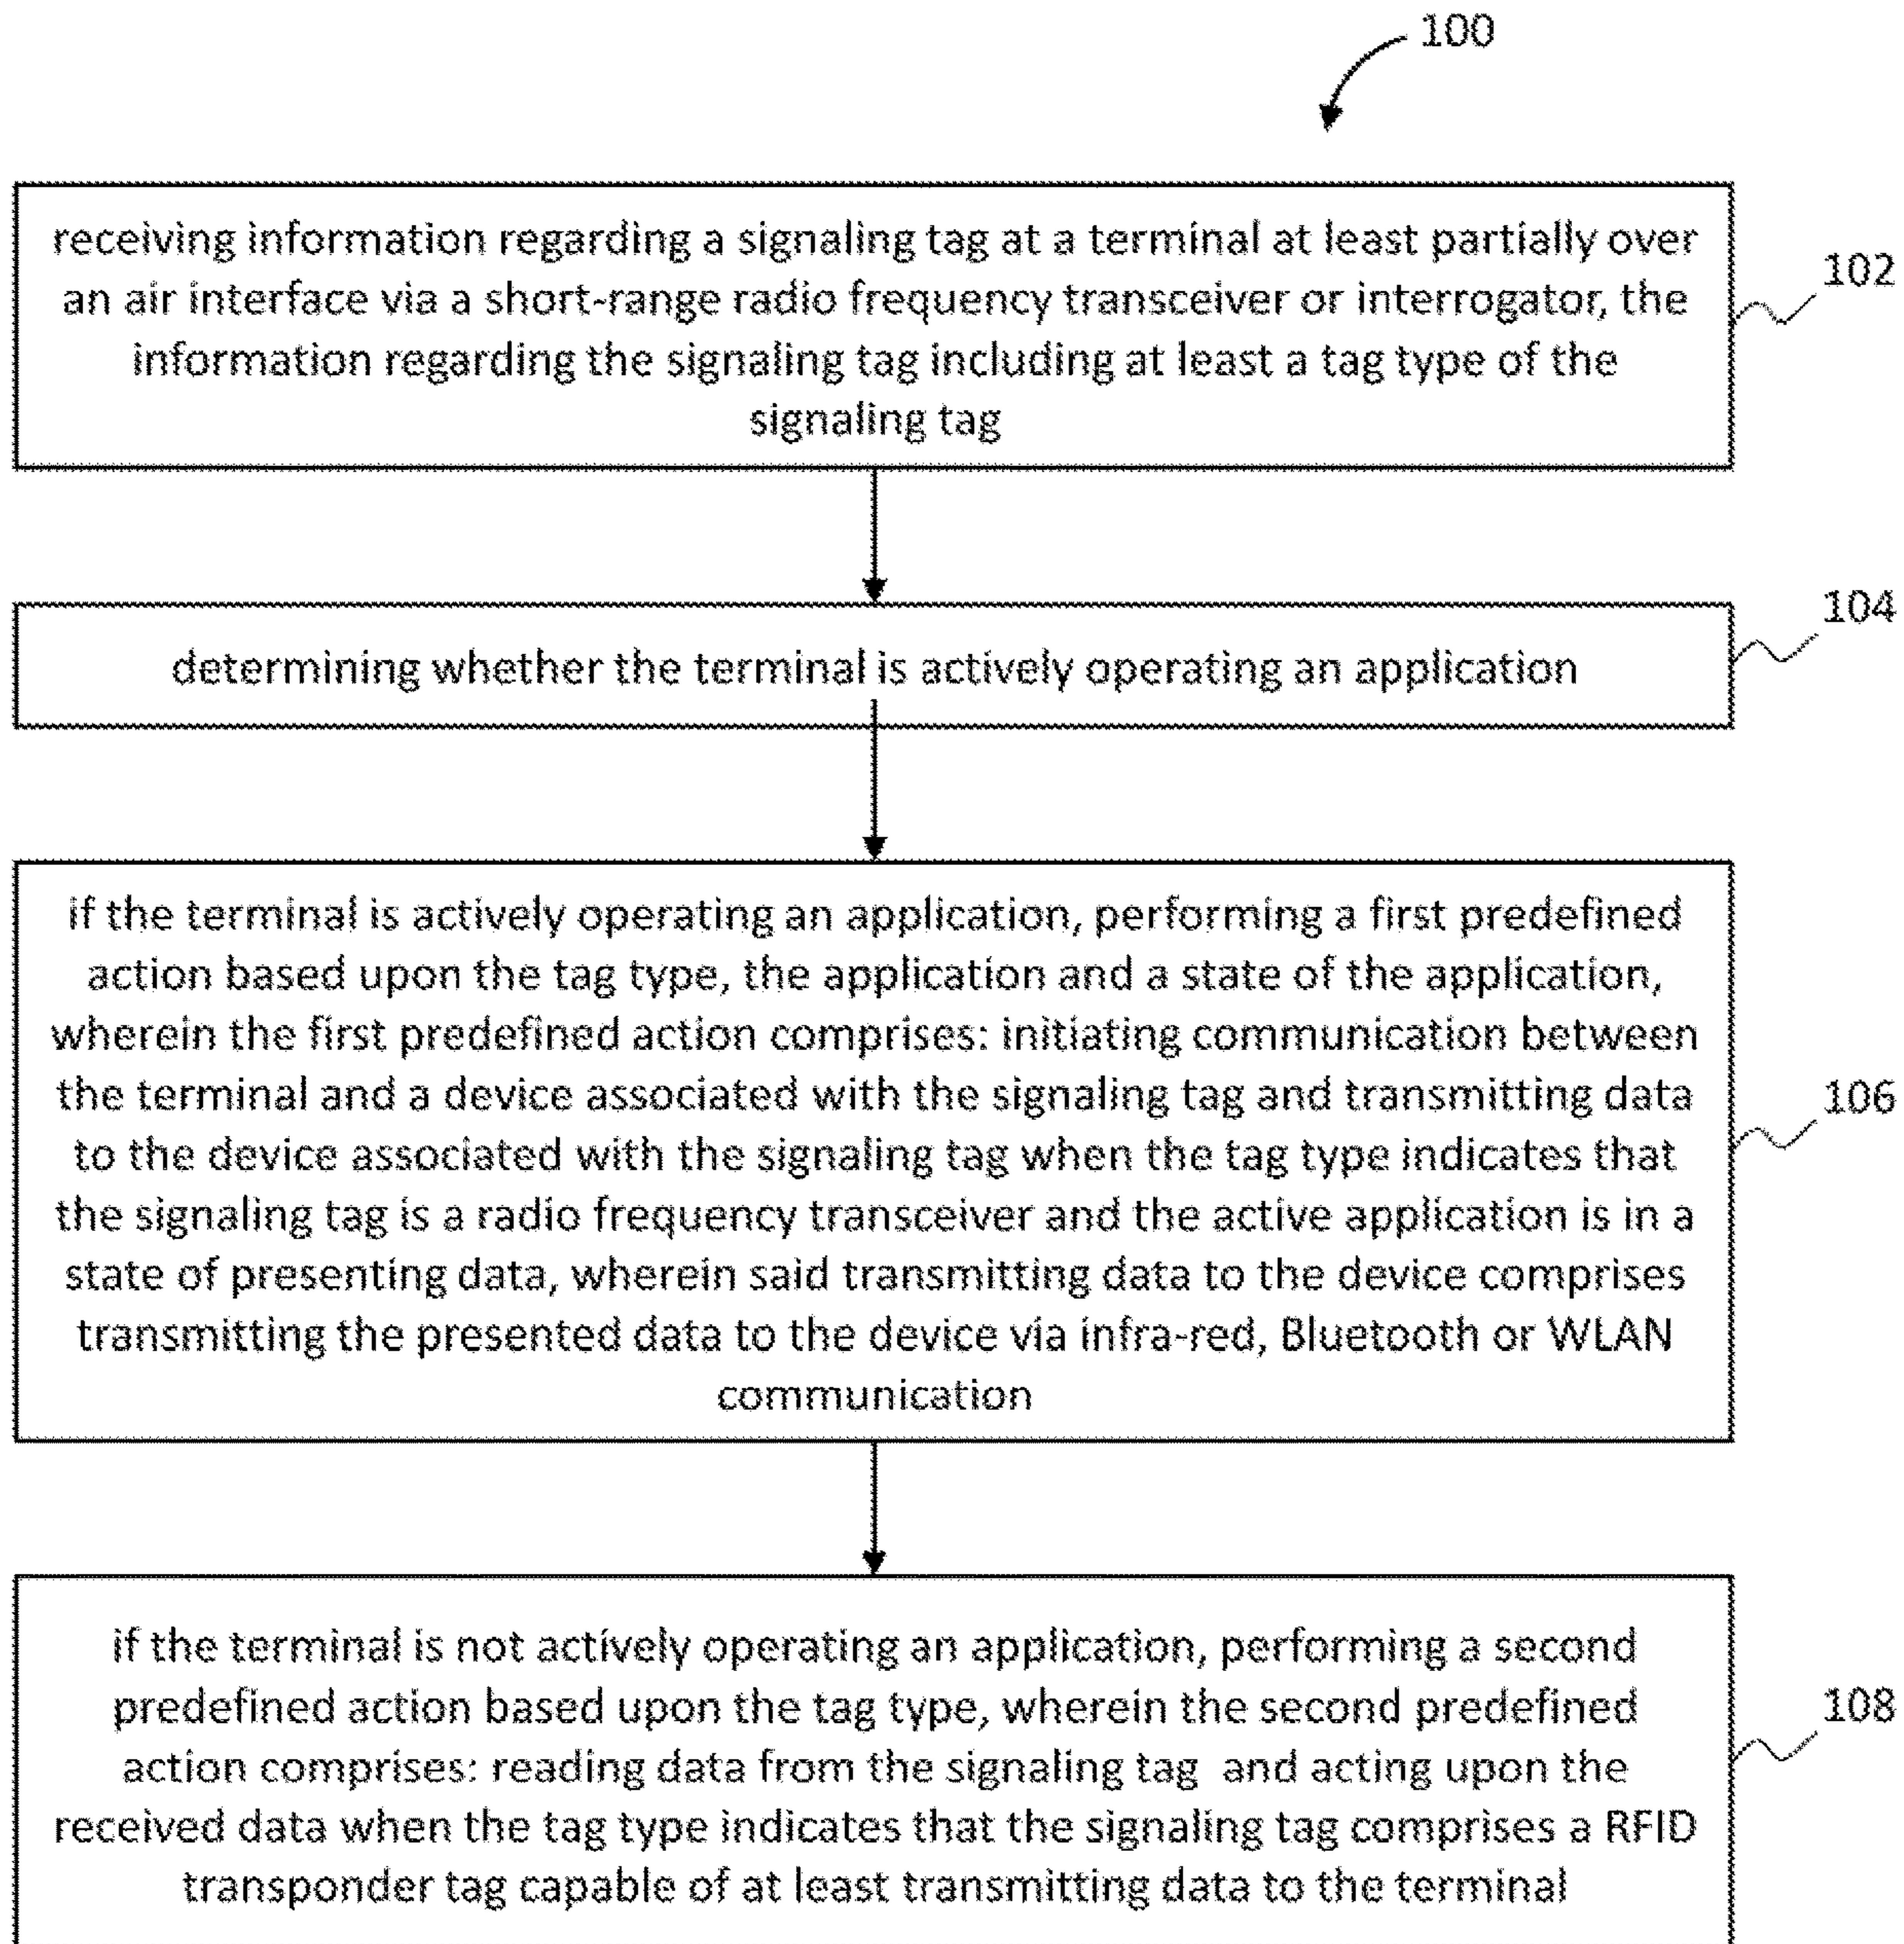 100
receiving information regarding a signaling tag at a terminal at least partially over
an air interface via a short-range radio frequency transceiver or interrogator, the
information regarding the signaling tag including at least a tag type of the
signaling tag
102
determining whether the terminal is actively operating an application
104
if the terminal is actively operating an application, performing a first predefined
action based upon the tag type, the application and a state of the application,
wherein the first predefined action comprises: initiating communication between
the terminal and a device associated with the signaling tag and transmitting data
to the device associated with the signaling tag when the tag type indicates that
the signaling tag is a radio frequency transceiver and the active application is in a
state of presenting data, wherein said transmitting data to the device comprises
transmitting the presented data to the device via infra-red, Bluetooth or WLAN
communication
106
if the terminal is not actively operating an application, performing a second
predefined action based upon the tag type, wherein the second predefined
action comprises: reading data from the signaling tag and acting upon the
received data when the tag type indicates that the signaling tag comprises a RFID
transponder tag capable of at least transmitting data to the terminal
108